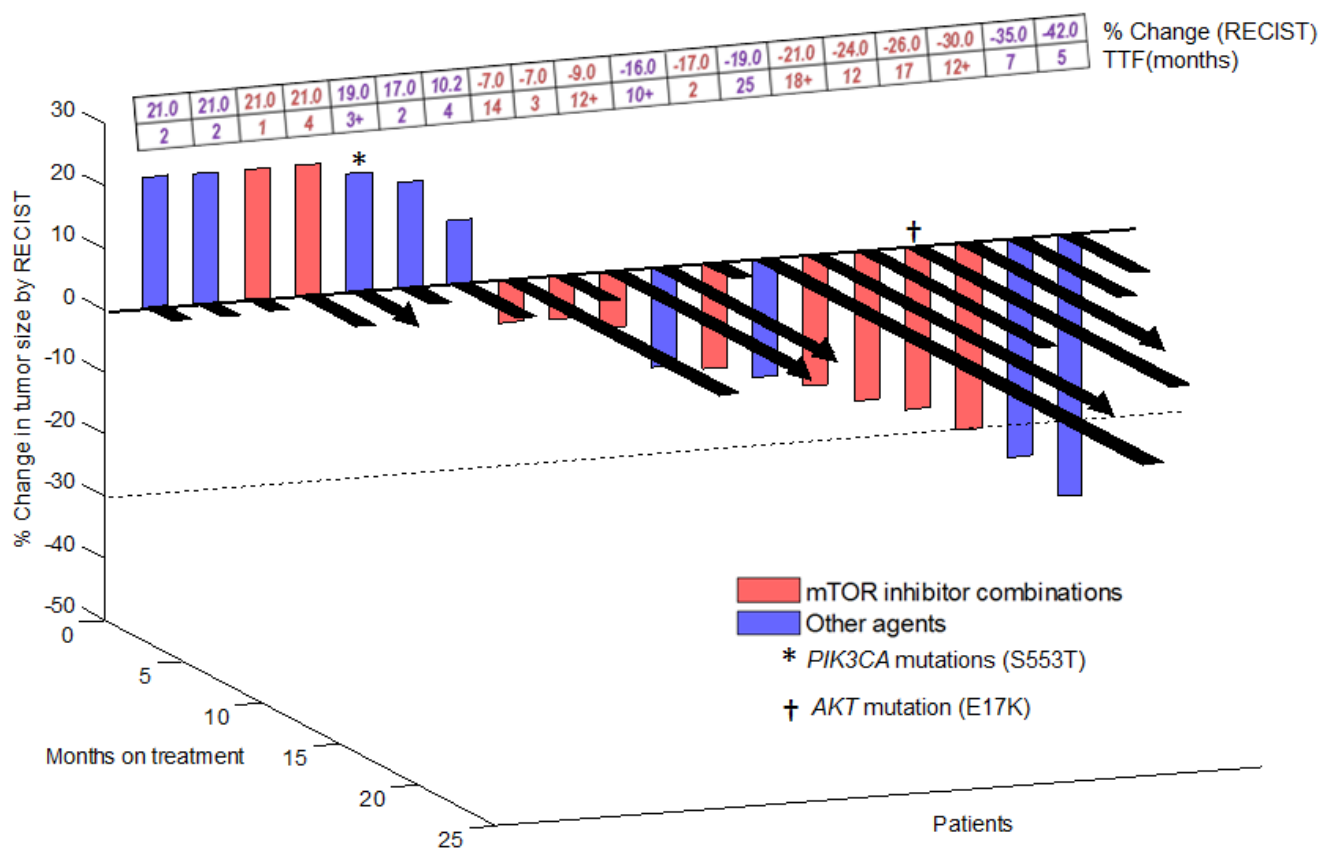 21.0 21.0 21.0 21.0 19.0 17.0 10.2 -7.0 -7.0 -9.0 -16.0 -17.0 -19.0 -21.0 -24.0 -26.0 -30.0 -35.0 -42.0 % Change (RECIST)
2 2 1 4 3+ 2 4 14 3 12+ 10+ 2 25 18+ 12 17 12+ 7 5 TTF(months)
% Change in tumor size by RECIST
30
20
10
0
-10
-20
-30
-40
-50
*
†
mTOR inhibitor combinations
Other agents
* PIK3CA mutations (S553T)
† AKT mutation (E17K)
0
5
10
15
20
25
Months on treatment
Patients